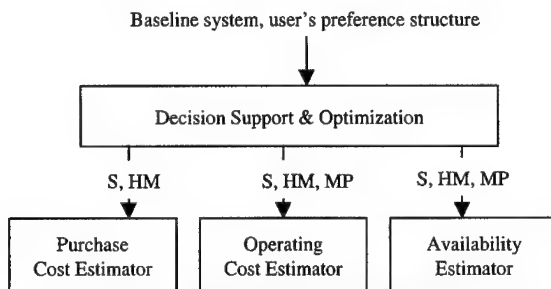 Baseline system, user's preference structure
Decision Support & Optimization
S, HM
S, HM, MP
S, HM, MP
Purchase
Cost Estimator
Operating
Cost Estimator
Availability
Estimator